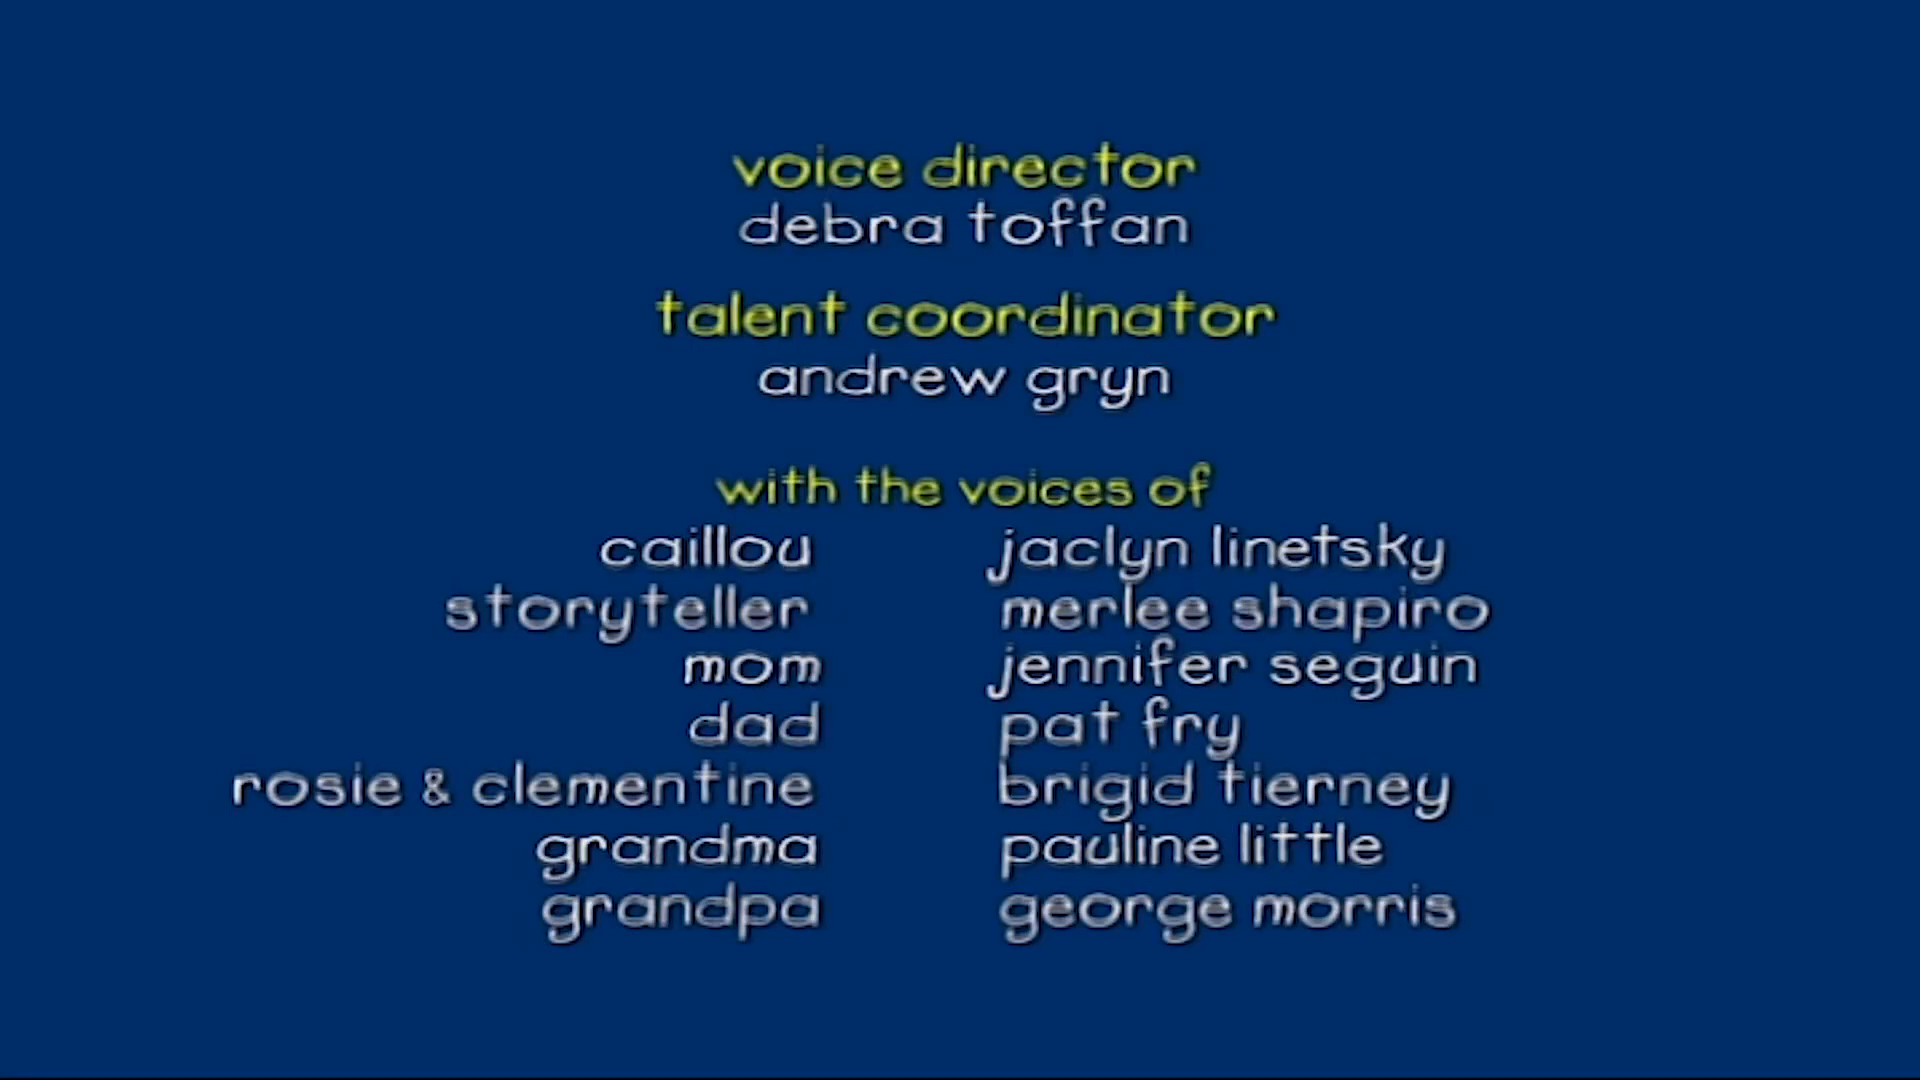 voice director
debra toffan
talent coordinator
andrew gryn
with the voices of
caillou jaclyn linetsky
storyteller merlee shapiro
mom jennifer seguin
dad pat fry
rosie & clementine brigid tierney
grandma pauline little
grandpa george morris